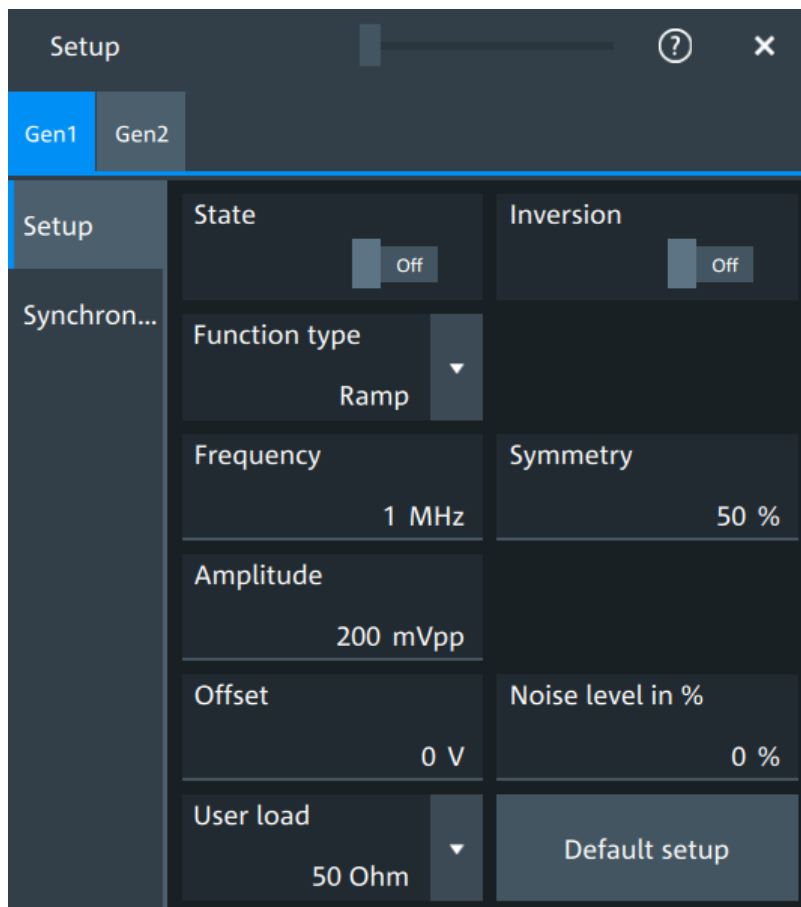 Setup
?
Gen1 Gen2
Setup
Synchron...
State
Off
Inversion
Off
Function type
Ramp
Frequency
1 MHz
Symmetry
50 %
Amplitude
200 mVpp
Offset
0 V
Noise level in %
0 %
User load
50 Ohm
Default setup